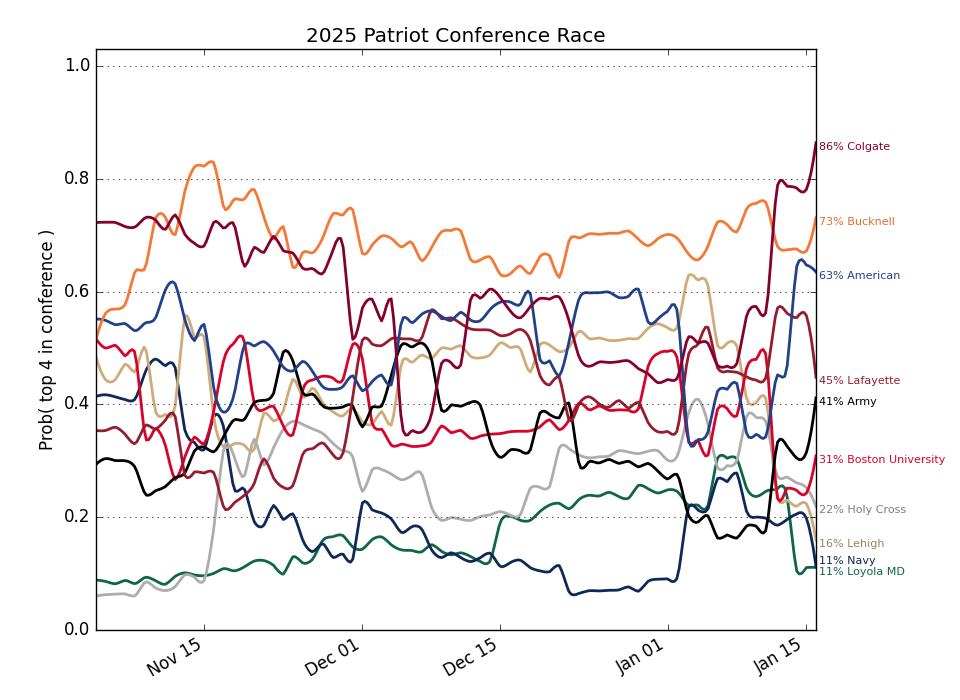 2025 Patriot Conference Race
Prob( top 4 in conference )
1.0
0.8
0.6
0.4
0.2
0.0
Nov 15
Dec 01
Dec 15
Jan 01
Jan 15
86% Colgate
73% Bucknell
63% American
45% Lafayette
41% Army
31% Boston University
22% Holy Cross
16% Lehigh
11% Navy
11% Loyola MD